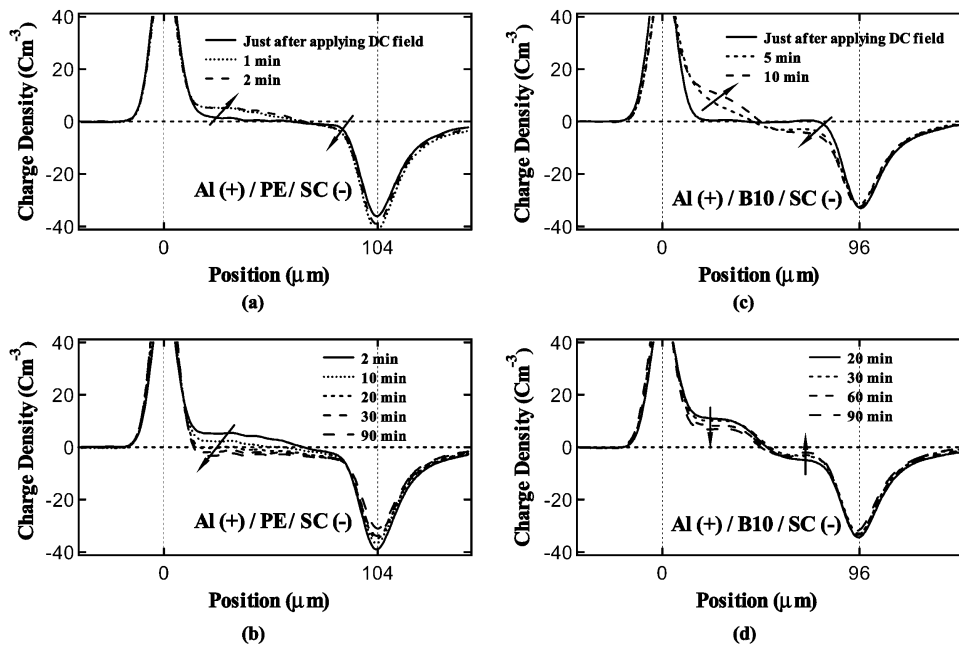 Charge Density (Cm-3)
40
20
0
-20
-40
Just after applying DC field
1 min
2 min
Al (+) / PE/ SC (-)
0
104
Position (μm)
(a)
Charge Density (Cm-3)
40
20
0
-20
-40
Just after applying DC field
5 min
10 min
Al (+) / B10 / SC (-)
0
96
Position (μm)
(c)
Charge Density (Cm-3)
40
20
0
-20
-40
2 min
10 min
20 min
30 min
90 min
Al (+) / PE/ SC (-)
0
104
Position (μm)
(b)
Charge Density (Cm-3)
40
20
0
-20
-40
20 min
30 min
60 min
90 min
Al (+) / B10 / SC (-)
0
96
Position (μm)
(d)